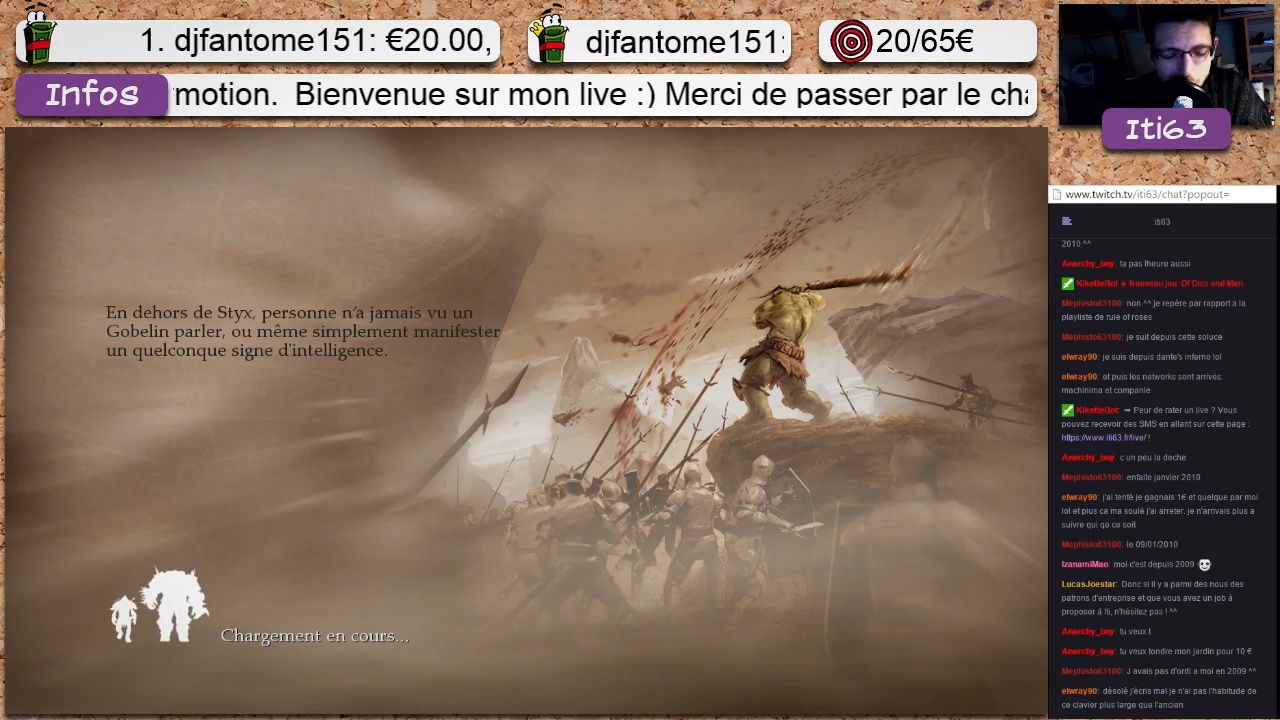 1. djfantome151: €20.00,
djfantome151:
20/65€
Infos
motion. Bienvenue sur mon live :) Merci de passer par le cha
Iti63
www.twitch.tv/iti63/chat?popout=
iti63
En dehors de Styx, personne n'a jamais vu un
Gobelin parler, ou même simplement manifester
un quelconque signe d'intelligence.
Chargement en cours...
2010 ^^
Anarchy_boy: ta pas lheure aussi
KiketteBot: ★ Nouveau jeu: Of Orcs and Men
Mephisto63100: non ^^ je repère par rapport a la
playliste de rule of roses
Mephisto63100: je suit depuis cette soluce
elwray90: je suis depuis dante's inferno lol
elwray90: et puis les networks sont arrivés.
machinima et companie
KiketteBot: ➡ Peur de rater un live ? Vous
pouvez recevoir des SMS en allant sur cette page :
https://www.iti63.fr/live/ !
Anarchy_boy: c un peu la deche
Mephisto63100: enfaite janvier 2010
elwray90: j'ai tenté je gagnais 1€ et quelque par moi
lol et pius ca ma soulé j'ai arreter. je n'arrivais plus a
suivre qui qe ce soit
Mephisto63100: le 09/01/2010
IzanamiMao: moi c'est depuis 2009
LucasJoestar: Donc si il y a parmi des nous des
patrons d'entreprise et que vous avez un job à
proposer à Iti, n'hésitez pas ! ^^
Anarchy_boy: tu veux t
Anarchy_boy: tu veux tondre mon jardin pour 10 €
Mephisto63100: J avais pas d'ordi a moi en 2009 ^^
elwray90: désolé j'écris mal je n'ai pas l'habitude de
ce clavier plus large que l'ancien